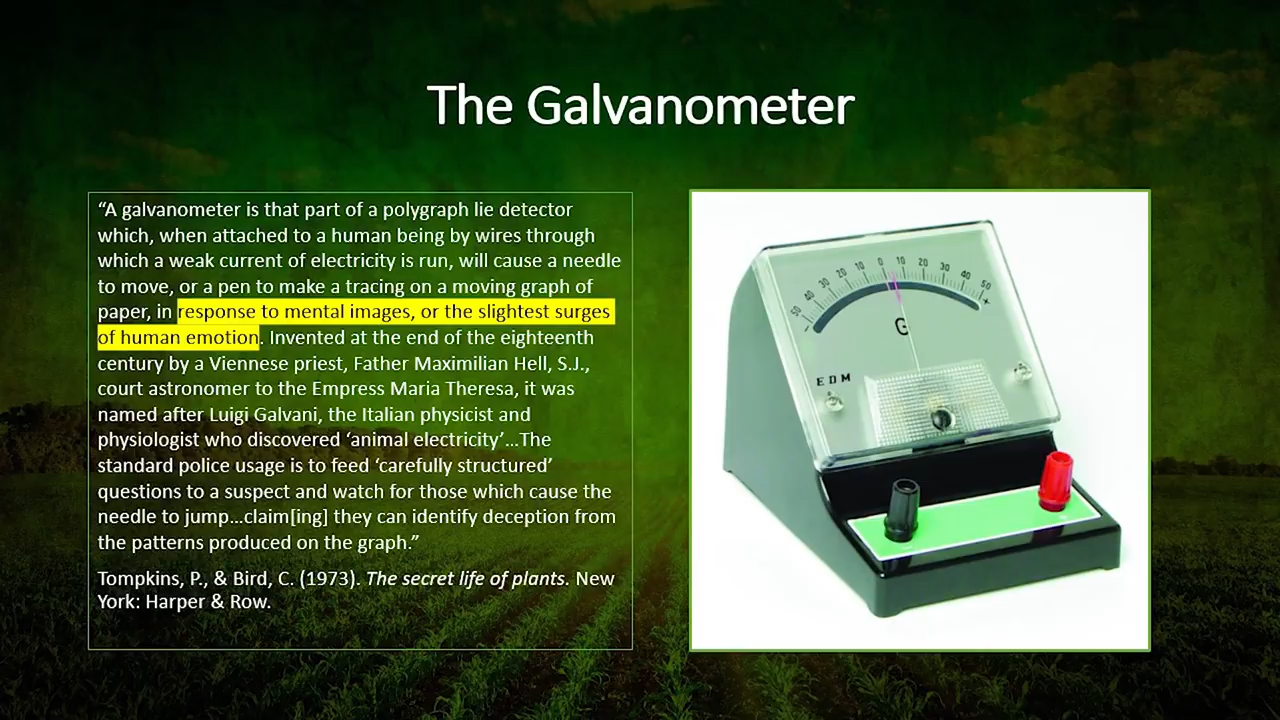 The Galvanometer
“A galvanometer is that part of a polygraph lie detector
which, when attached to a human being by wires through
which a weak current of electricity is run, will cause a needle
to move, or a pen to make a tracing on a moving graph of
paper, in response to mental images, or the slightest surges
of human emotion. Invented at the end of the eighteenth
century by a Viennese priest, Father Maximilian Hell, S.J.,
court astronomer to the Empress Maria Theresa, it was
named after Luigi Galvani, the Italian physicist and
physiologist who discovered ‘animal electricity’…The
standard police usage is to feed ‘carefully structured’
questions to a suspect and watch for those which cause the
needle to jump…claim[ing] they can identify deception from
the patterns produced on the graph.”
Tompkins, P., & Bird, C. (1973). The secret life of plants. New
York: Harper & Row.
50 40 30 20 10 0 10 20 30 40 50
- +
G
EDM